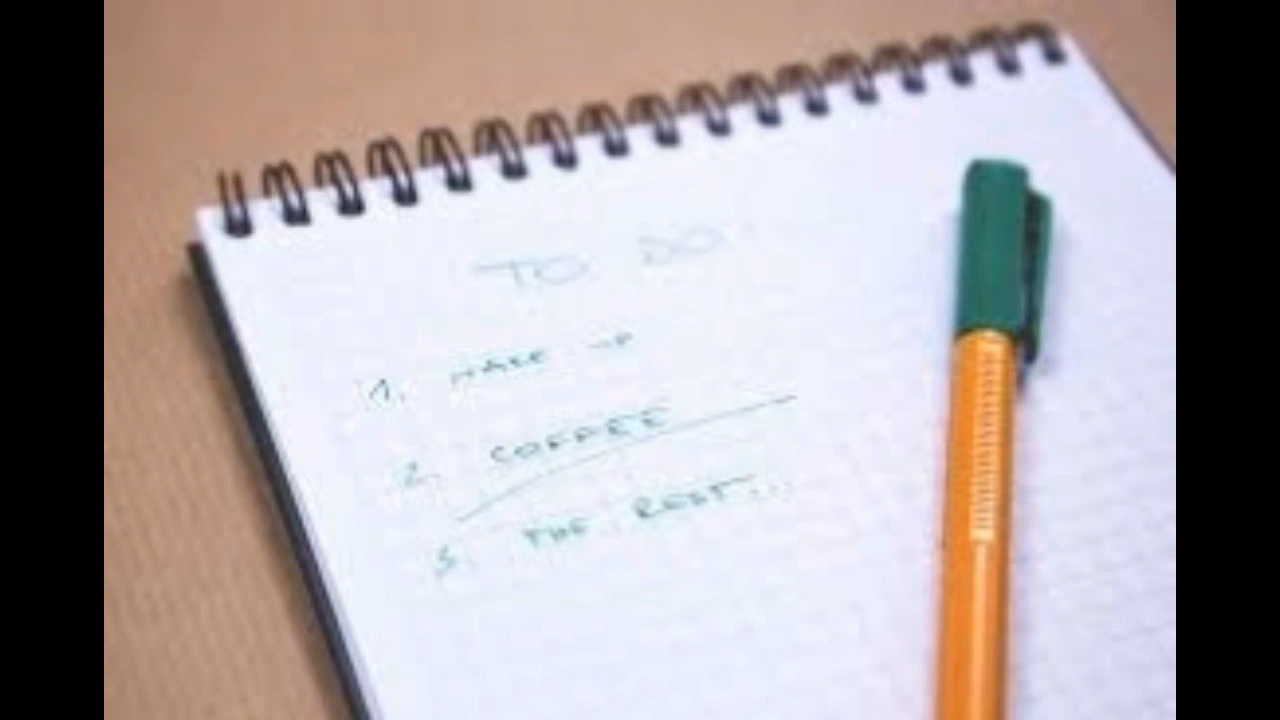 TO DO
1. WAKE UP
2. COFFEE
3. THE REST...